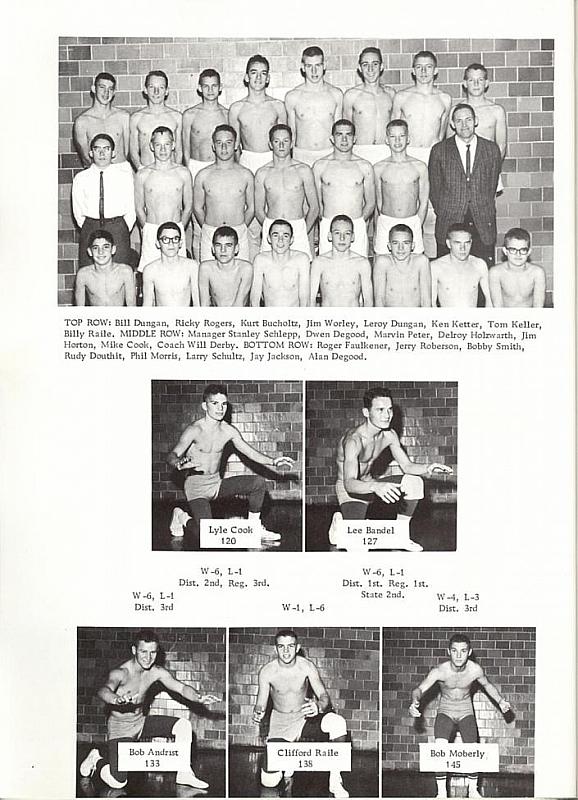 TOP ROW: Bill Dungan, Ricky Rogers, Kurt Bucholtz, Jim Worley, Leroy Dungan, Ken Ketter, Tom Keller,
Billy Raile. MIDDLE ROW: Manager Stanley Schlepp, Dwen Degood, Marvin Peter, Delroy Holzwarth, Jim
Horton, Mike Cook, Coach Will Derby. BOTTOM ROW: Roger Faulkener, Jerry Roberson, Bobby Smith,
Rudy Douthit, Phil Morris, Larry Schultz, Jay Jackson, Alan Degood.
Lyle Cook
120
Lee Bandel
127
W-6, L-1
Dist. 2nd, Reg. 3rd.
W-6, L-1
Dist. 1st. Reg. 1st.
State 2nd.
W-6, L-1
Dist. 3rd
W-1, L-6
W-4, L-3
Dist. 3rd
Bob Andrist
133
Clifford Raile
138
Bob Moberly
145